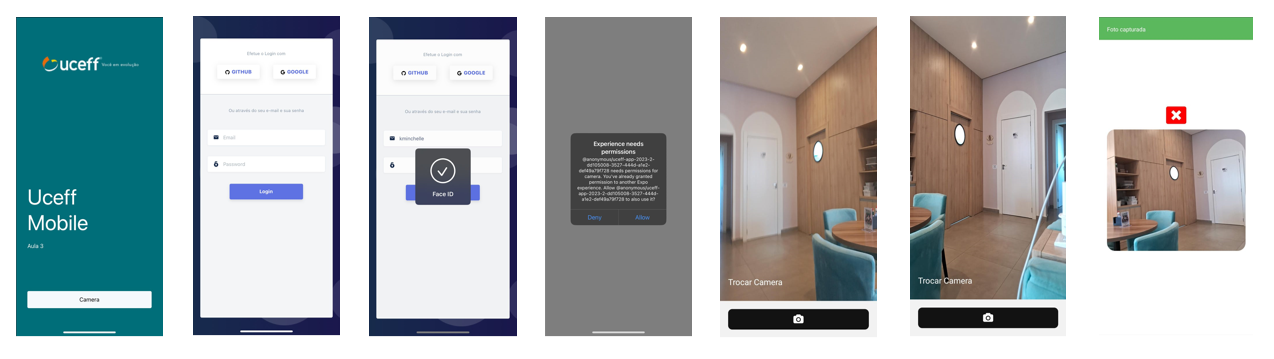 uceff
Você em evolução
Uceff
Mobile
Aula 3
Camera
Efetue o Login com
GITHUB
GOOGLE
Ou através do seu e-mail e sua senha
Email
Password
Login
Efetue o Login com
GITHUB
GOOGLE
Ou através do seu e-mail e sua senha
kminchelle
Face ID
Experience needs
permissions
@anonymous/uceff-app-2023-2-
dd105008-3527-444d-a1e2-
def49a79f728 needs permissions for
camera. You've already granted
permission to another Expo
experience. Allow @anonymous/uceff-
app-2023-2-dd105008-3527-444d-
a1e2-def49a79f728 to also use it?
Deny
Allow
Trocar Camera
Trocar Camera
Foto capturada